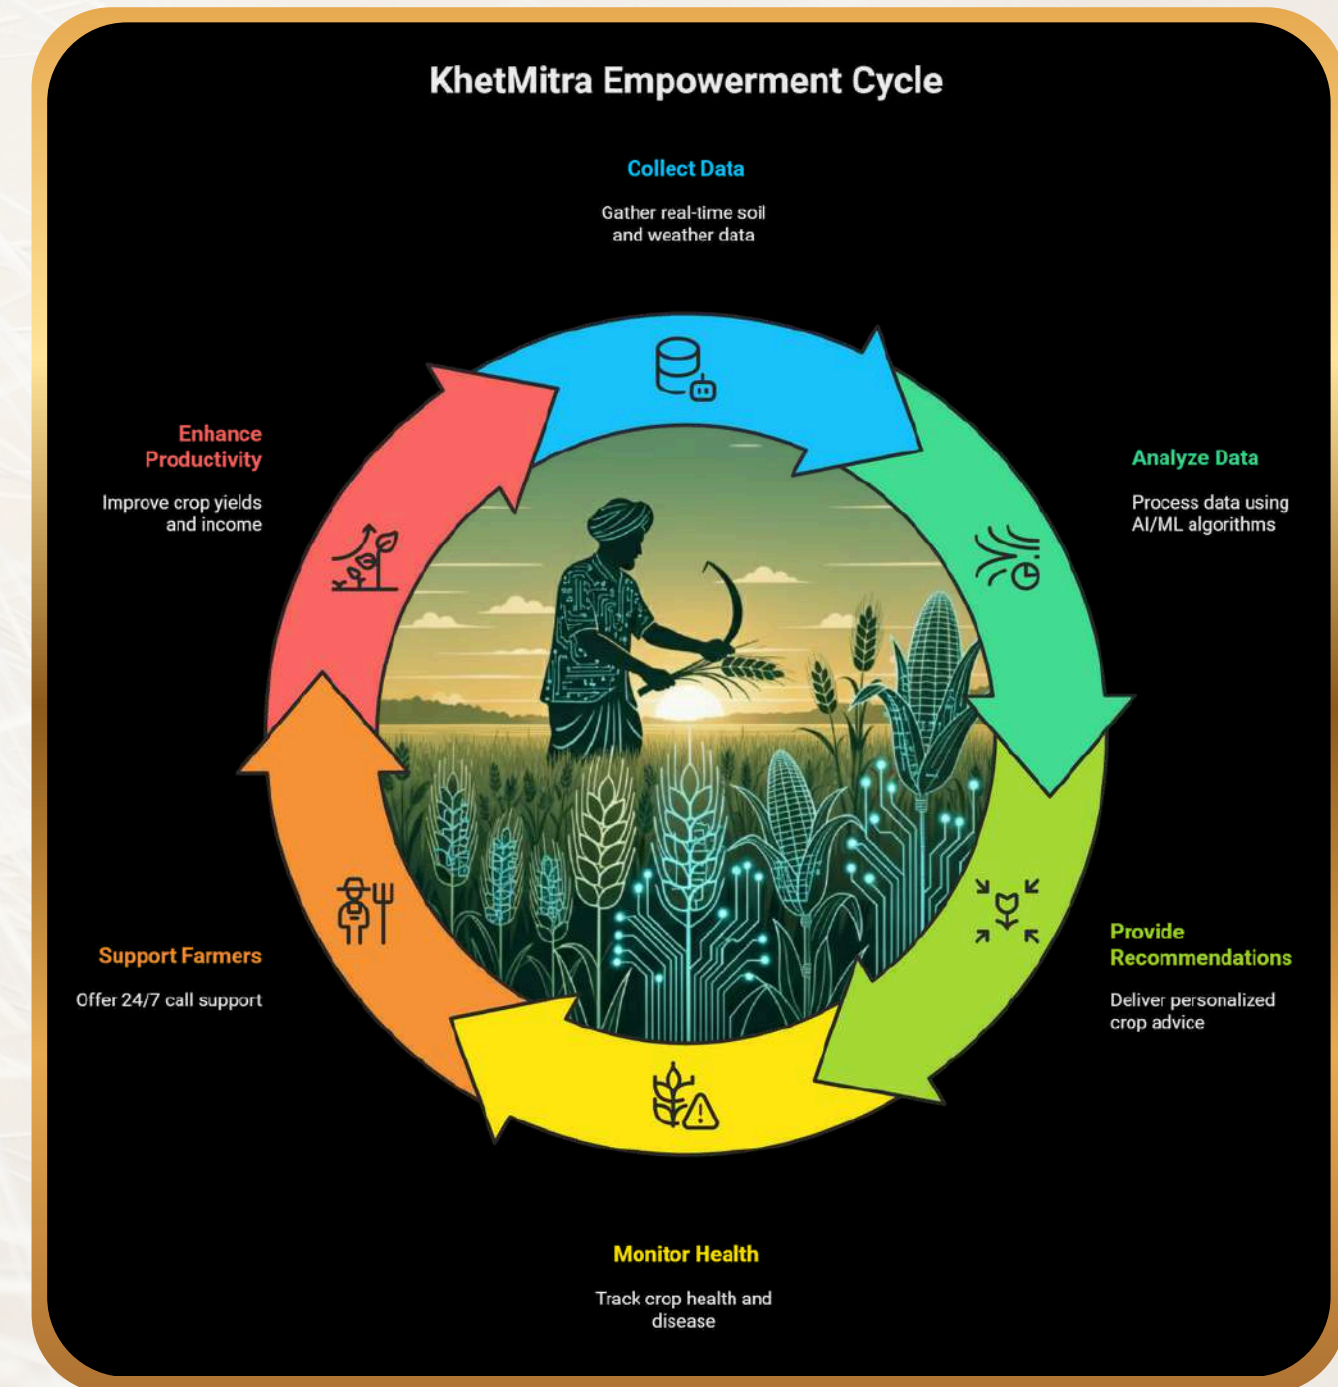 KhetMitra Empowerment Cycle
Collect Data
Gather real-time soil
and weather data
Analyze Data
Process data using
AI/ML algorithms
Provide
Recommendations
Deliver personalized
crop advice
Monitor Health
Track crop health and
disease
Support Farmers
Offer 24/7 call support
Enhance
Productivity
Improve crop yields
and income